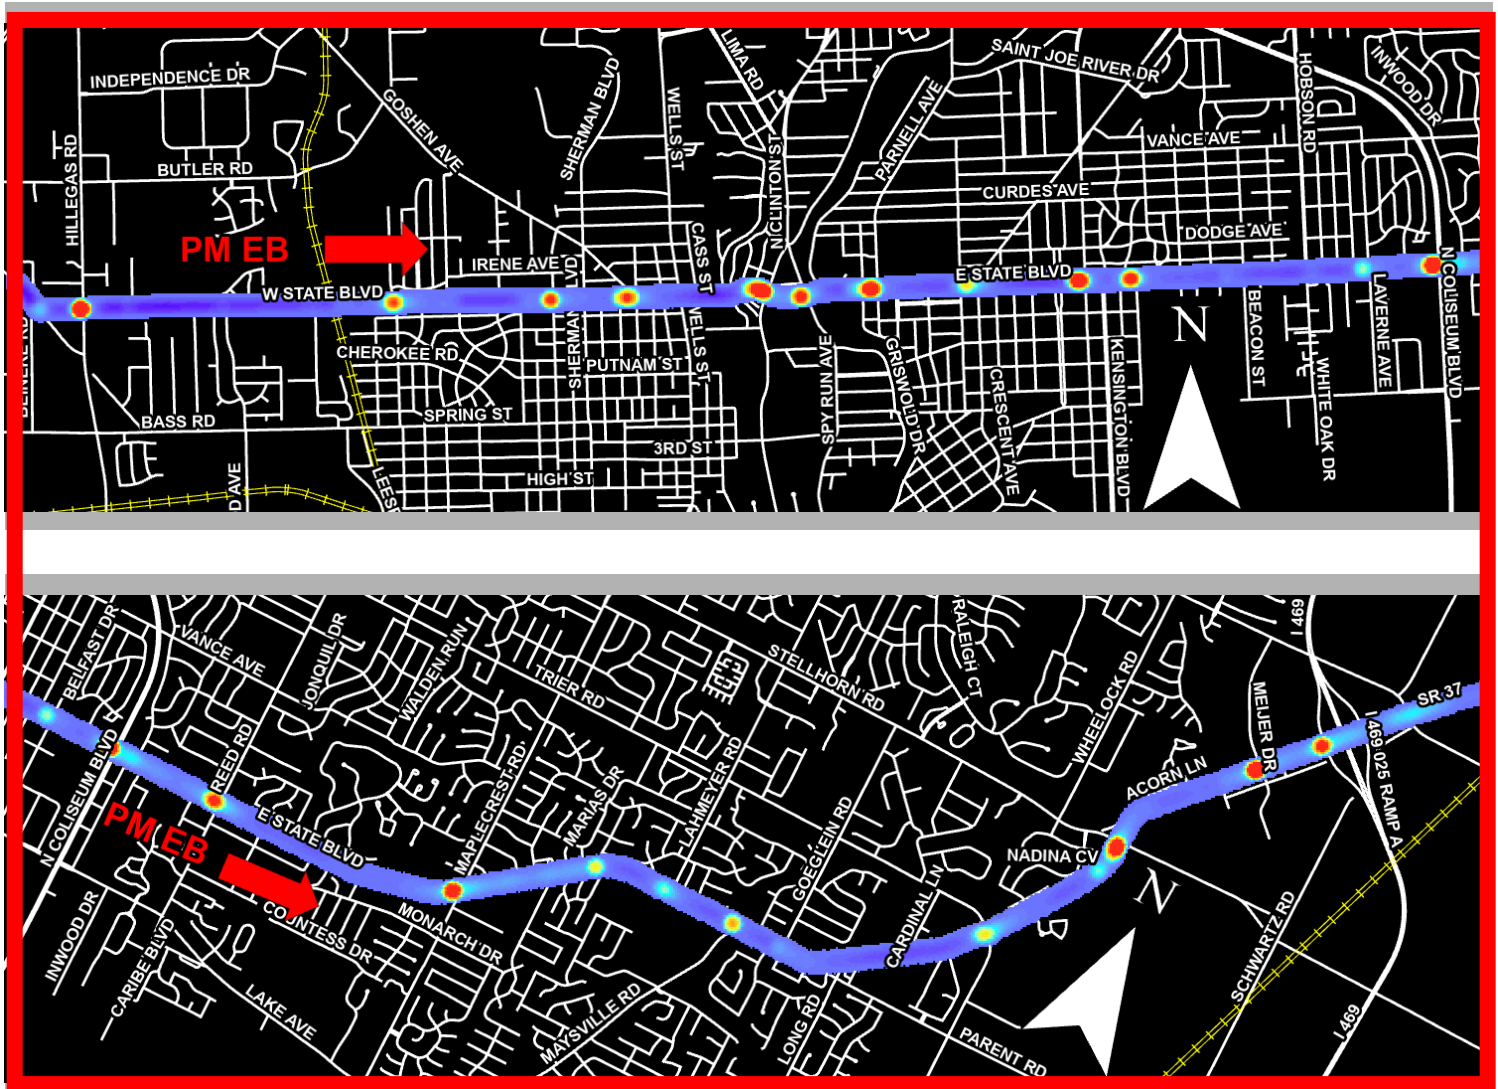 INDEPENDENCE DR
GOSHEN AVE
SHERMAN BLVD
WELLS ST
LIMA RD
N CLINTON ST
PARNELL AVE
SAINT JOE RIVER DR
HOBSON RD
INWOOD DR
VANCE AVE
HILLEGAS RD
BUTLER RD
CURDES AVE
DODGE AVE
PM EB
IRENE AVE
CASS ST
W STATE BLVD
E STATE BLVD
N COLISEUM BLVD
CHEROKEE RD
PUTNAM ST
WELLS ST
SPY RUN AVE
GRISWOLD DR
CRESCENT AVE
KENSINGTON BLVD
N
BEACON ST
WHITE OAK DR
LAVERNE AVE
BASS RD
SPRING ST
3RD ST
HIGH ST
D AVE
LEESB
BELFAST DR
VANCE AVE
JONQUIL DR
WALDEN RUN
TRIER RD
STELLHORN RD
RALEIGH CT
WHEELOCK RD
I 469
MEIJER DR
SR 37
I 469 025 RAMP A
N COLISEUM BLVD
REED RD
E STATE BLVD
MAPLECREST RD
MARIAS DR
LAHMEYER RD
GOEGLEIN RD
ACORN LN
NADINA CV
CARDINAL LN
N
PM EB
INWOOD DR
CARIBE BLVD
COUNTESS DR
MONARCH DR
LAKE AVE
MAYSVILLE RD
LONG RD
PARENT RD
SCHWARTZ RD
I 469